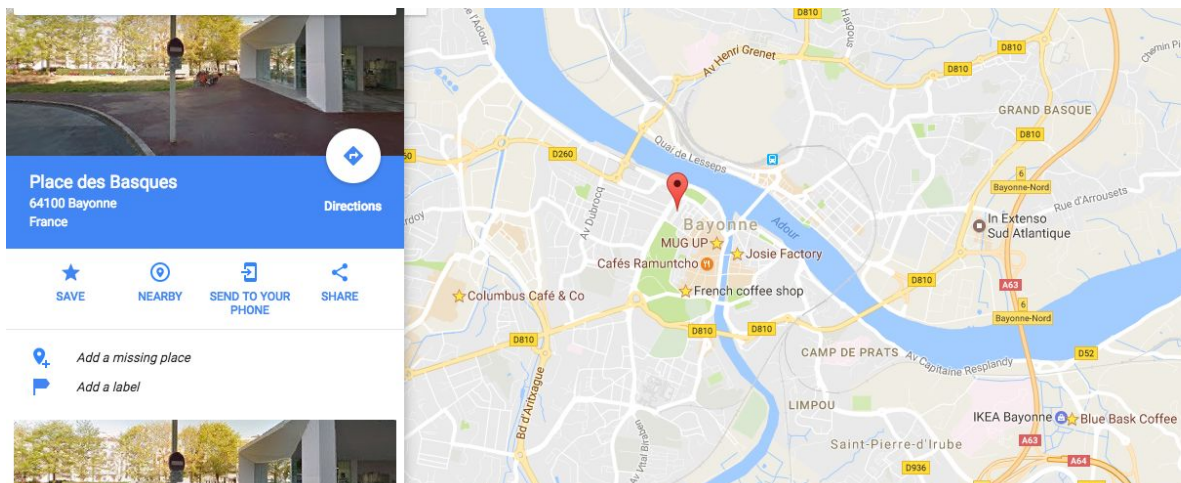 Place des Basques
64100 Bayonne
France
Directions
SAVE
NEARBY
SEND TO YOUR
PHONE
SHARE
Add a missing place
Add a label
D810
Av Henri Grenet
D810
D810
GRAND BASQUE
D810
Quai de Lesseps
D260
6
Bayonne-Nord
Rue d'Arrousets
Av Dubrocq
Bayonne
Adour
In Extenso
Sud Atlantique
MUG UP
Josie Factory
Cafés Ramuntcho
D810
A63
French coffee shop
Columbus Café & Co
6
Bayonne-Nord
D810
D810
D810
CAMP DE PRATS
Av Capitaine Resplandy
D52
Bd d'Aritxague
LIMPOU
IKEA Bayonne
Blue Bask Coffee
Saint-Pierre-d'Irube
A63
A64
D936